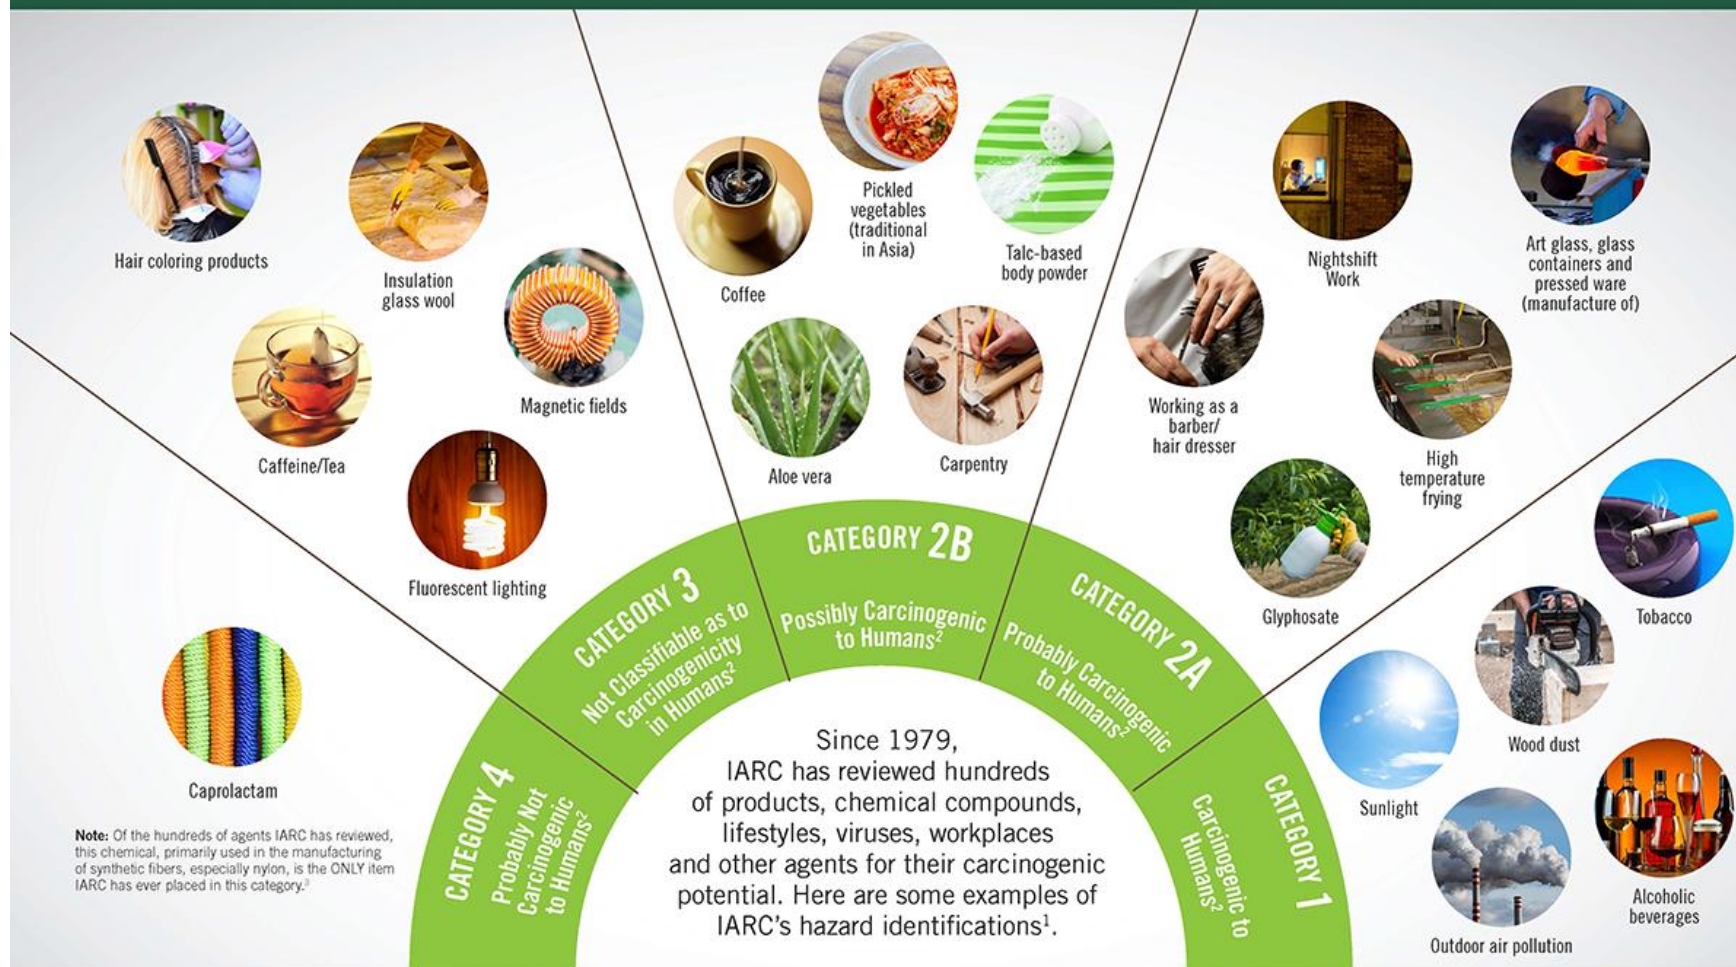 Hair coloring products
Insulation
glass wool
Caffeine/Tea
Magnetic fields
Fluorescent lighting
Coffee
Pickled
vegetables
(traditional
in Asia)
Talc-based
body powder
Aloe vera
Carpentry
Nightshift
Work
Art glass, glass
containers and
pressed ware
(manufacture of)
Working as a
barber/
hair dresser
High
temperature
frying
Glyphosate
Tobacco
Wood dust
Sunlight
Alcoholic
beverages
Outdoor air pollution
Caprolactam
Note: Of the hundreds of agents IARC has reviewed,
this chemical, primarily used in the manufacturing
of synthetic fibers, especially nylon, is the ONLY item
IARC has ever placed in this category.³
CATEGORY 4
Probably Not
Carcinogenic
to Humans²
CATEGORY 3
Not Classifiable as to
Carcinogenicity
in Humans²
CATEGORY 2B
Possibly Carcinogenic
to Humans²
CATEGORY 2A
Probably Carcinogenic
to Humans²
CATEGORY 1
Carcinogenic to
Humans²
Since 1979,
IARC has reviewed hundreds
of products, chemical compounds,
lifestyles, viruses, workplaces
and other agents for their carcinogenic
potential. Here are some examples of
IARC's hazard identifications¹.